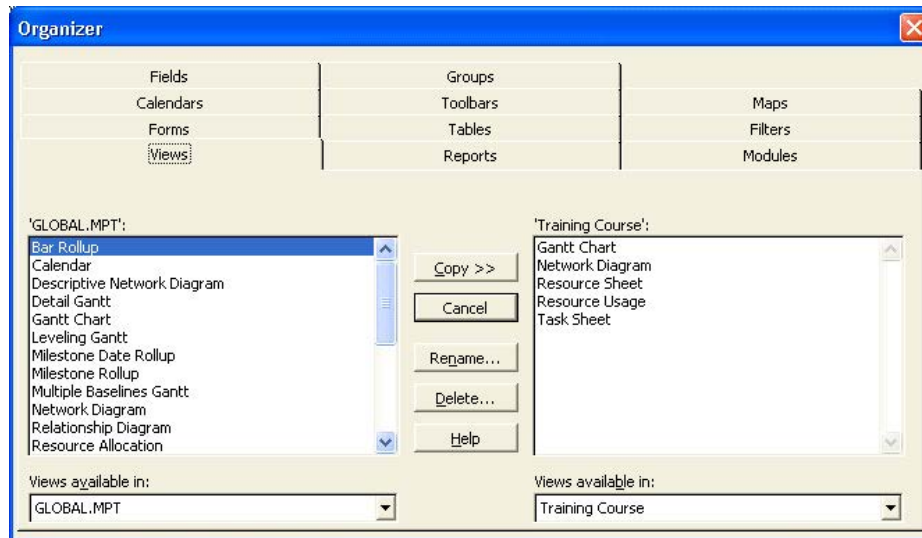 Organizer
Fields Groups
Calendars Toolbars Maps
Forms Tables Filters
Views Reports Modules
'GLOBAL.MPT':
Bar Rollup
Calendar
Descriptive Network Diagram
Detail Gantt
Gantt Chart
Leveling Gantt
Milestone Date Rollup
Milestone Rollup
Multiple Baselines Gantt
Network Diagram
Relationship Diagram
Resource Allocation
Copy >>
Cancel
Rename...
Delete...
Help
'Training Course':
Gantt Chart
Network Diagram
Resource Sheet
Resource Usage
Task Sheet
Views available in:
GLOBAL.MPT
Views available in:
Training Course